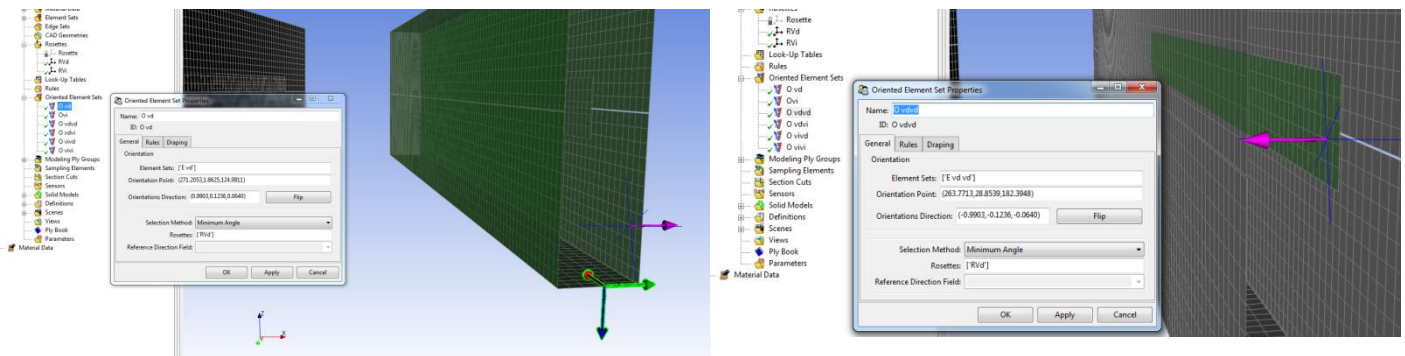 Material Data
Element Sets
Edge Sets
CAD Geometries
Rosettes
Rosette
RVd
RVi
Look-Up Tables
Rules
Oriented Element Sets
O vd
Ovi
O vdvd
O vdvi
O vivd
O vivi
Modeling Ply Groups
Sampling Elements
Section Cuts
Sensors
Solid Models
Definitions
Scenes
Views
Ply Book
Parameters
Material Data
Oriented Element Set Properties
Name: O vd
ID: O vd
General Rules Draping
Orientation
Element Sets: ['E vd']
Orientation Point: (271.2053,1.8625,124.9911)
Orientations Direction: (0.9903,0.1236,0.0640) Flip
Selection Method: Minimum Angle
Rosettes: ['RVd']
Reference Direction Field:
OK Apply Cancel
Z
X
Y
Rosettes
Rosette
RVd
RVi
Look-Up Tables
Rules
Oriented Element Sets
O vd
Ovi
O vdvd
O vdvi
O vivd
O vivi
Modeling Ply Groups
Sampling Elements
Section Cuts
Sensors
Solid Models
Definitions
Scenes
Views
Ply Book
Parameters
Material Data
Oriented Element Set Properties
Name: O vdvd
ID: O vdvd
General Rules Draping
Orientation
Element Sets: ['E vd vd']
Orientation Point: (263.7713,28.8539,182.3948)
Orientations Direction: (-0.9903,-0.1236,-0.0640) Flip
Selection Method: Minimum Angle
Rosettes: ['RVd']
Reference Direction Field:
OK Apply Cancel